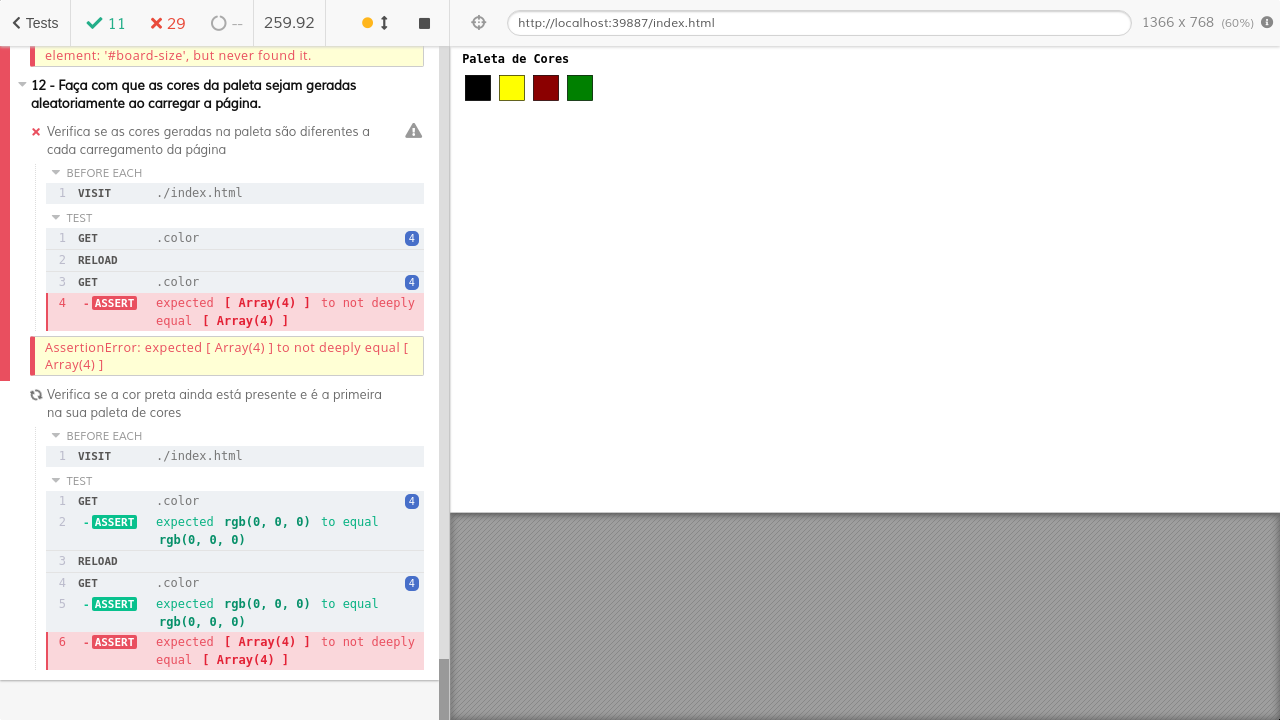 Tests 11 29 -- 259.92 http://localhost:39887/index.html 1366 x 768 (60%)
element: '#board-size', but never found it.
12 - Faça com que as cores da paleta sejam geradas
aleatoriamente ao carregar a página.
Verifica se as cores geradas na paleta são diferentes a
cada carregamento da página
BEFORE EACH
1 VISIT ./index.html
TEST
1 GET .color 4
2 RELOAD
3 GET .color 4
4 - ASSERT expected [ Array(4) ] to not deeply
equal [ Array(4) ]
AssertionError: expected [ Array(4) ] to not deeply equal [
Array(4) ]
Verifica se a cor preta ainda está presente e é a primeira
na sua paleta de cores
BEFORE EACH
1 VISIT ./index.html
TEST
1 GET .color 4
2 - ASSERT expected rgb(0, 0, 0) to equal
rgb(0, 0, 0)
3 RELOAD
4 GET .color 4
5 - ASSERT expected rgb(0, 0, 0) to equal
rgb(0, 0, 0)
6 - ASSERT expected [ Array(4) ] to not deeply
equal [ Array(4) ]
Paleta de Cores